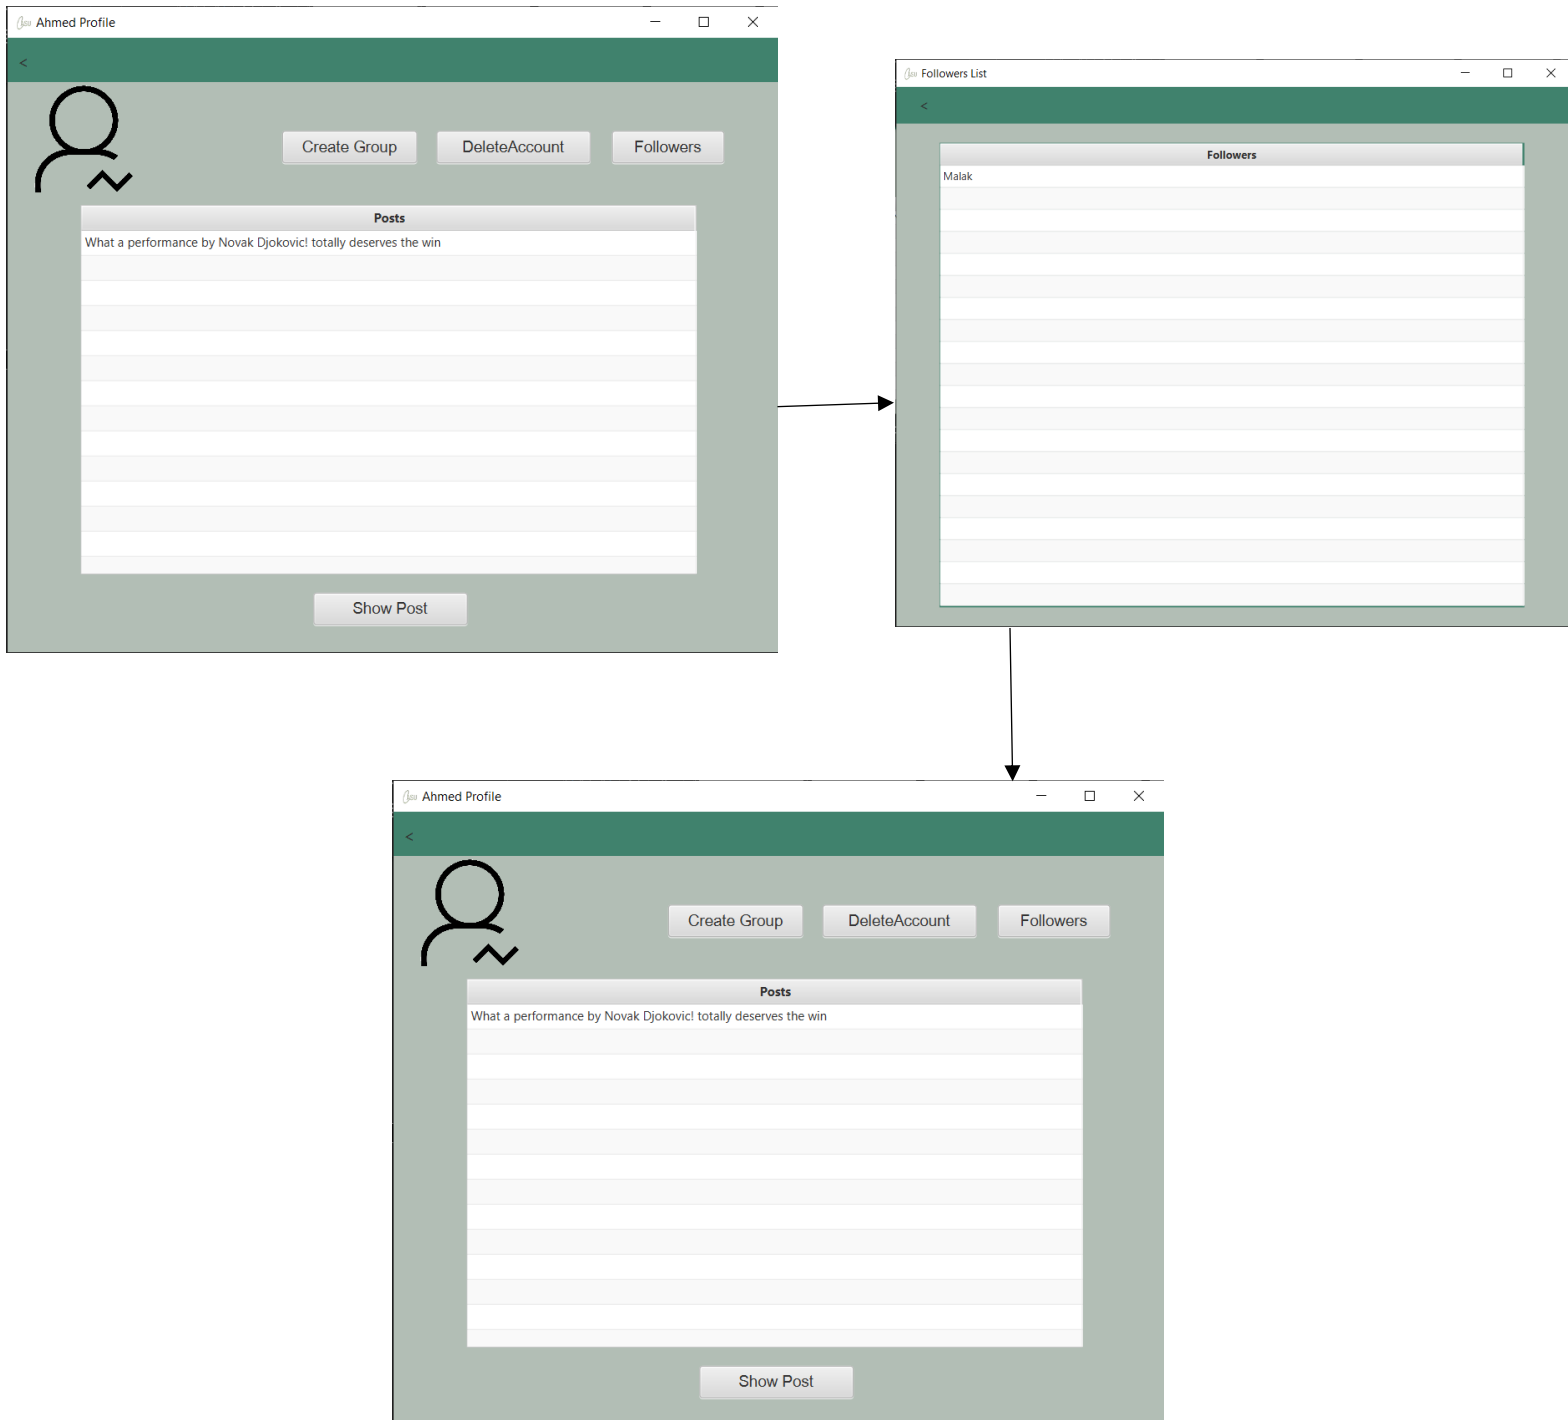 Ahmed Profile
<
Create Group
DeleteAccount
Followers
Posts
What a performance by Novak Djokovic! totally deserves the win
Show Post
Followers List
<
Followers
Malak
Ahmed Profile
<
Create Group
DeleteAccount
Followers
Posts
What a performance by Novak Djokovic! totally deserves the win
Show Post